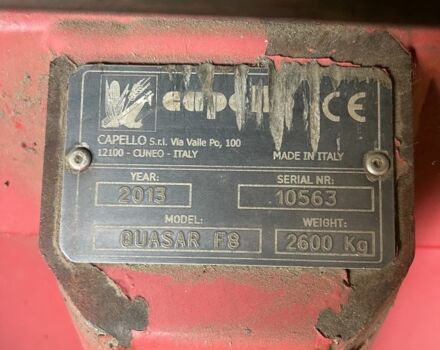 capello CE
CAPELLO S.r.l. Via Valle Po, 100
12100 - CUNEO - ITALY MADE IN ITALY
YEAR: SERIAL NR:
2013 10563
MODEL: WEIGHT:
QUASAR F8 2600 Kg